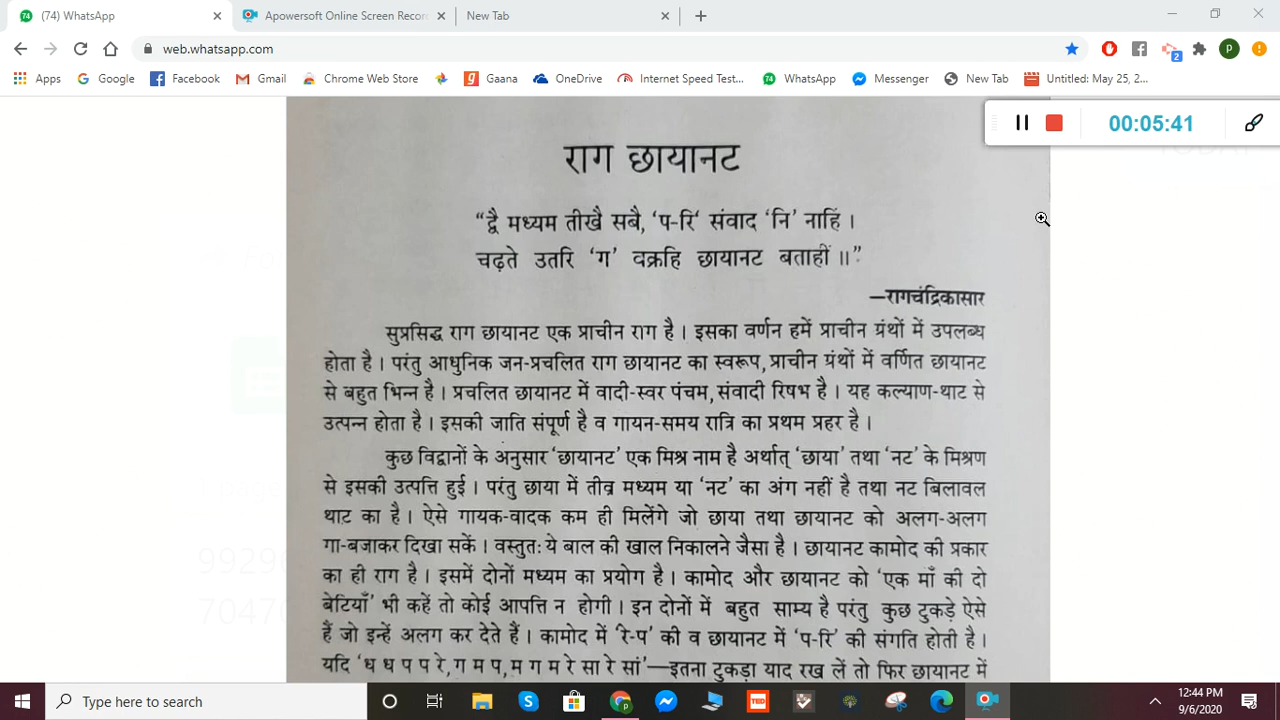 (74) WhatsApp
Apowersoft Online Screen Recor
New Tab
web.whatsapp.com
2
P
Apps
Google
Facebook
Gmail
Chrome Web Store
Gaana
OneDrive
Internet Speed Test...
WhatsApp
Messenger
New Tab
Untitled: May 25, 2...
00:05:41
राग छायानट
“द्वै मध्यम तीखै सबै, ‘प-रि‘ संवाद ‘नि’ नाहिं ।
चढ़ते उतरि ‘ग’ वक्रहि छायानट बताहीं ॥”
—रागचंद्रिकासार
सुप्रसिद्ध राग छायानट एक प्राचीन राग है । इसका वर्णन हमें प्राचीन ग्रंथों में उपलब्ध
होता है । परंतु आधुनिक जन-प्रचलित राग छायानट का स्वरूप, प्राचीन ग्रंथों में वर्णित छायानट
से बहुत भिन्न है । प्रचलित छायानट में वादी-स्वर पंचम, संवादी रिषभ है । यह कल्याण-थाट से
उत्पन्न होता है । इसकी जाति संपूर्ण है व गायन-समय रात्रि का प्रथम प्रहर है ।
कुछ विद्वानों के अनुसार ‘छायानट’ एक मिश्र नाम है अर्थात् ‘छाया’ तथा ‘नट’ के मिश्रण
से इसकी उत्पत्ति हुई । परंतु छाया में तीव्र मध्यम या ‘नट’ का अंग नहीं है तथा नट बिलावल
थाट का है । ऐसे गायक-वादक कम ही मिलेंगे जो छाया तथा छायानट को अलग-अलग
गा-बजाकर दिखा सकें । वस्तुतः ये बाल की खाल निकालने जैसा है । छायानट कामोद की प्रकार
का ही राग है । इसमें दोनों मध्यम का प्रयोग है । कामोद और छायानट को ‘एक माँ की दो
बेटियाँ’ भी कहें तो कोई आपत्ति न होगी । इन दोनों में बहुत साम्य है परंतु कुछ टुकड़े ऐसे
हैं जो इन्हें अलग कर देते हैं । कामोद में ‘रे-प’ की व छायानट में ‘प-रि’ की संगति होती है ।
यदि ‘ध ध प प रे, ग म प, म ग म रे सा रे सां’—इतना टुकड़ा याद रख लें तो फिर छायानट में
Type here to search
TED
12:44 PM
9/6/2020